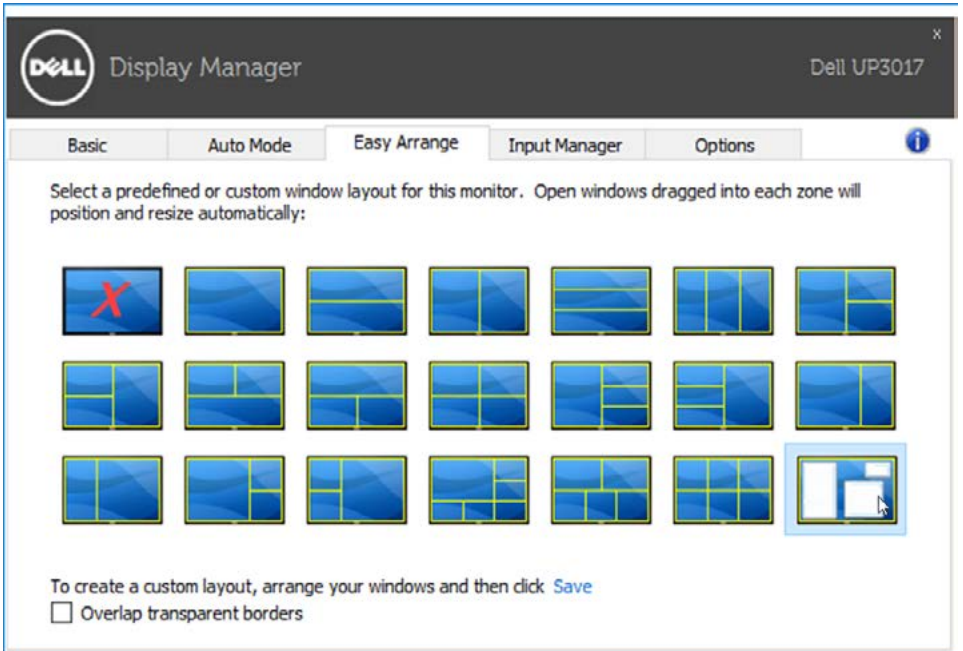 DELL Display Manager
x
Dell UP3017
Basic Auto Mode Easy Arrange Input Manager Options i
Select a predefined or custom window layout for this monitor. Open windows dragged into each zone will
position and resize automatically:
X
To create a custom layout, arrange your windows and then click Save
Overlap transparent borders